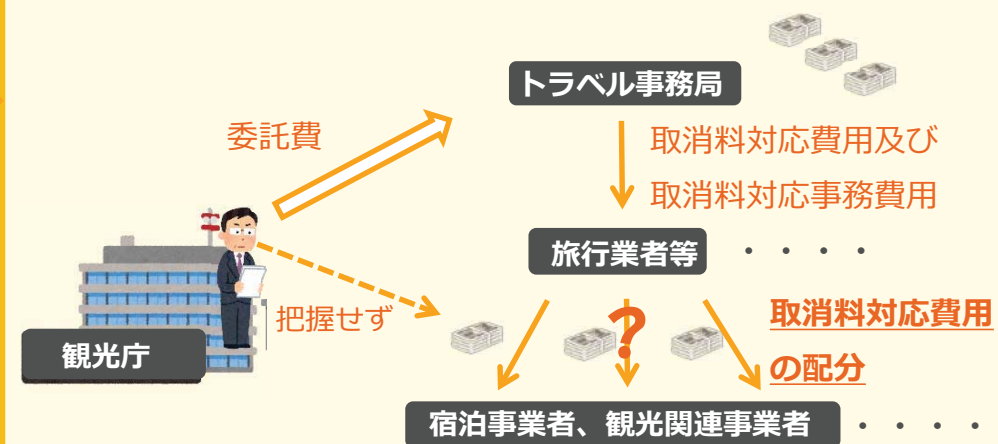 トラベル事務局
委託費
取消料対応費用及び
取消料対応事務費用
旅行業者等 ・・・・
把握せず
?
取消料対応費用
の配分
観光庁
宿泊事業者、観光関連事業者 ・・・・